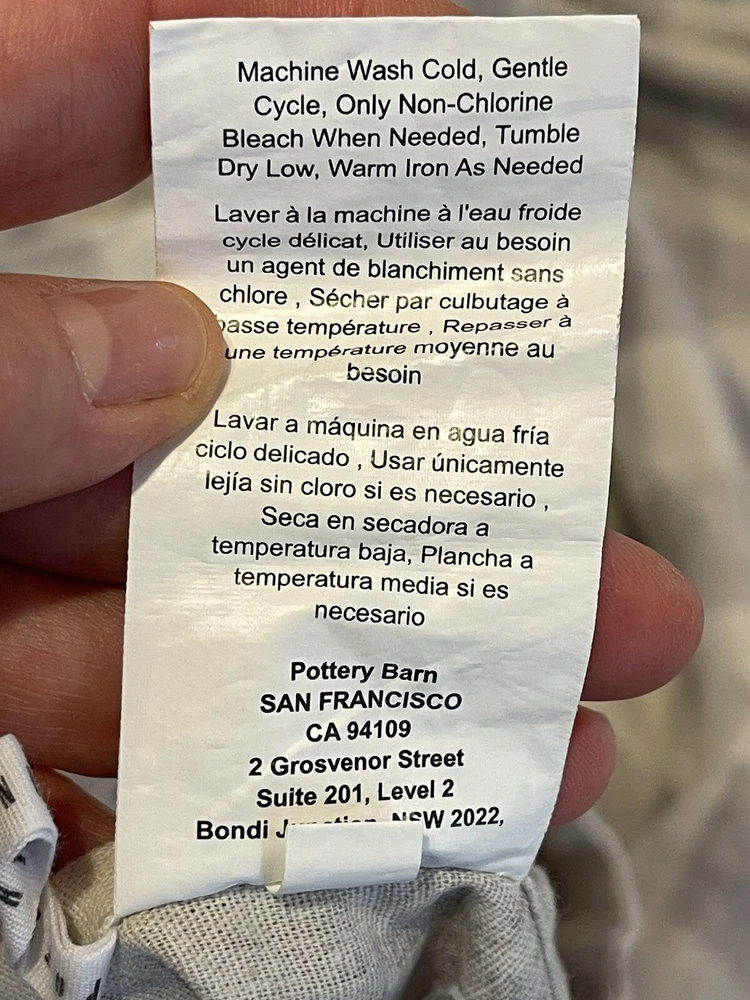 Machine Wash Cold, Gentle
Cycle, Only Non-Chlorine
Bleach When Needed, Tumble
Dry Low, Warm Iron As Needed
Laver à la machine à l'eau froide
cycle délicat, Utiliser au besoin
un agent de blanchiment sans
chlore , Sécher par culbutage à
basse température , Repasser à
une température moyenne au
besoin
Lavar a máquina en agua fría
ciclo delicado , Usar únicamente
lejía sin cloro si es necesario ,
Seca en secadora a
temperatura baja, Plancha a
temperatura media si es
necesario
Pottery Barn
SAN FRANCISCO
CA 94109
2 Grosvenor Street
Suite 201, Level 2
Bondi NSW 2022,